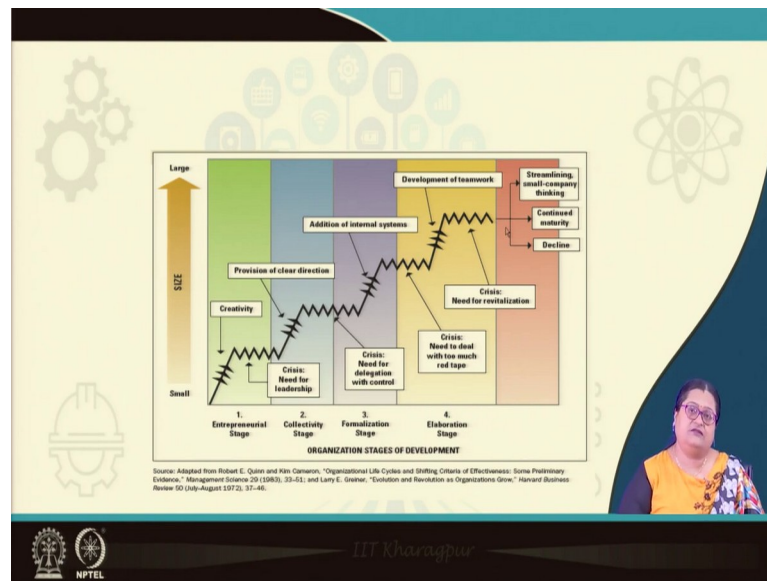 Large
SIZE
Small
Creativity
Provision of clear direction
Addition of internal systems
Development of teamwork
Streamlining,
small-company
thinking
Continued
maturity
Decline
Crisis:
Need for
leadership
Crisis:
Need for
delegation
with control
Crisis:
Need to deal
with too much
red tape
Crisis:
Need for revitalization
1.
Entrepreneurial
Stage
2.
Collectivity
Stage
3.
Formalization
Stage
4.
Elaboration
Stage
ORGANIZATION STAGES OF DEVELOPMENT
Source: Adapted from Robert E. Quinn and Kim Cameron, "Organizational Life Cycles and Shifting Criteria of Effectiveness: Some Preliminary
Evidence," Management Science 29 (1983), 33–51; and Larry E. Greiner, "Evolution and Revolution as Organizations Grow," Harvard Business
Review 50 (July–August 1972), 37–46.
NPTEL
IIT Kharagpur